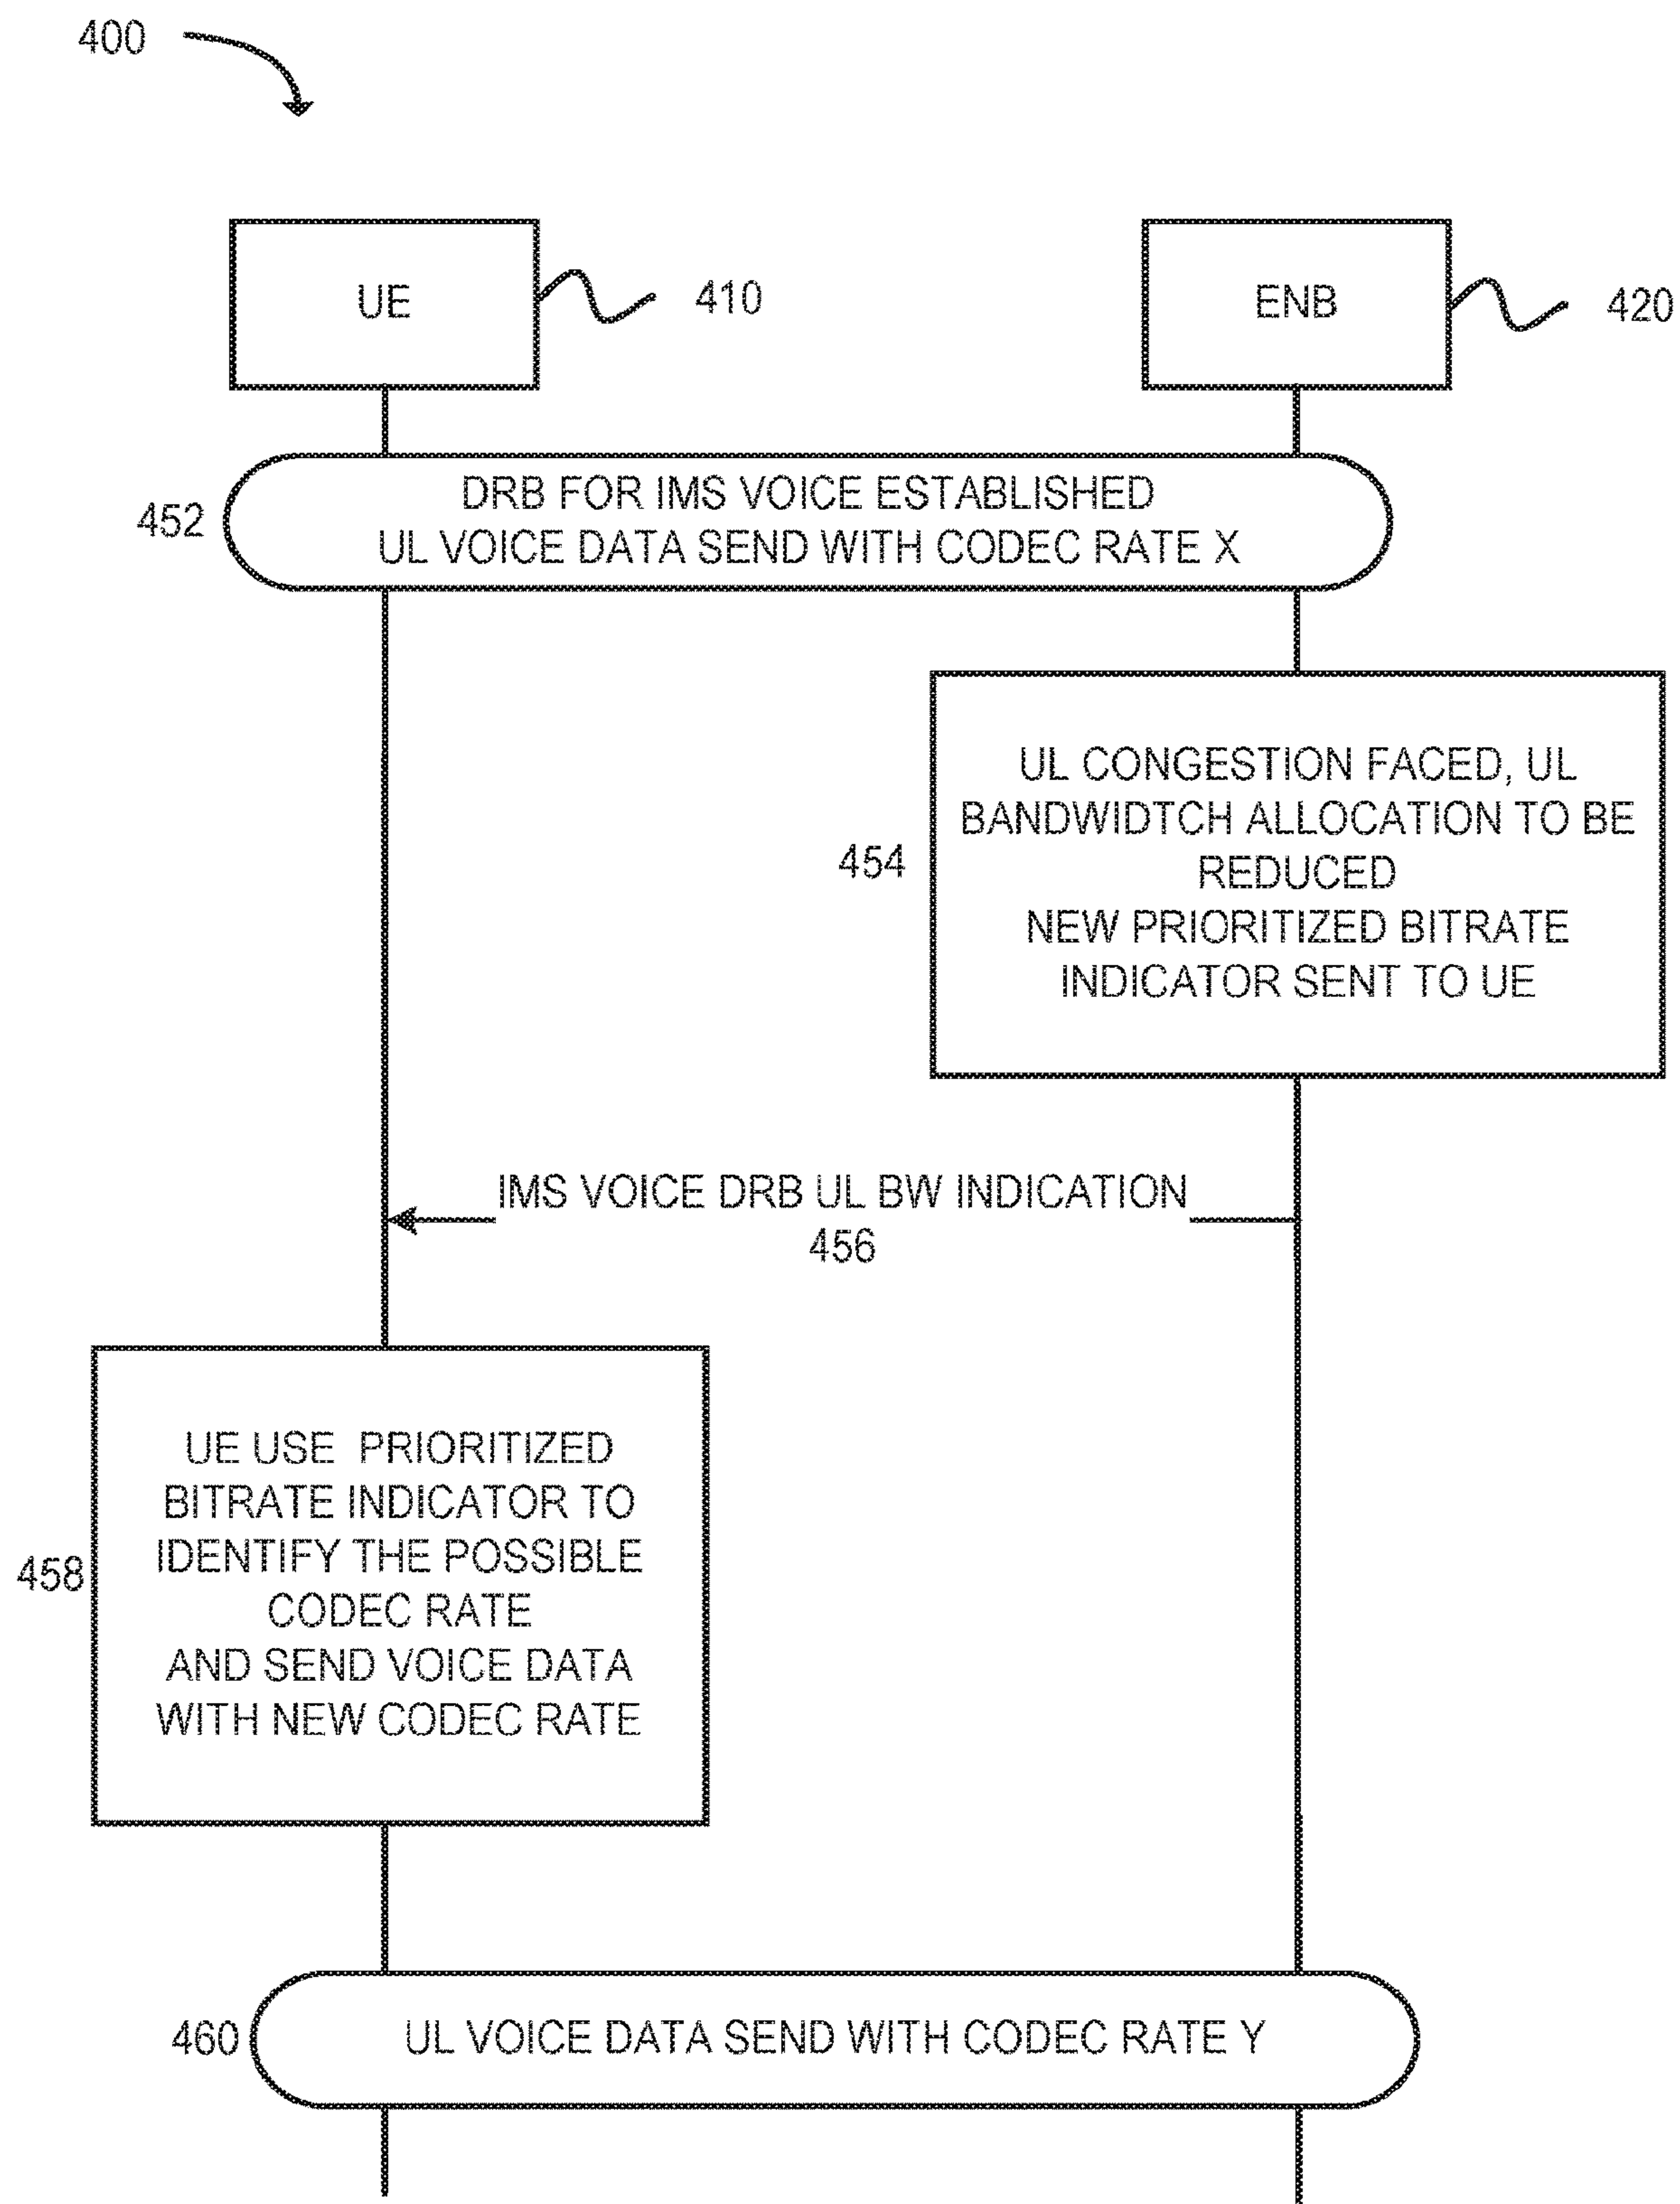 400
UE
410
ENB
420
DRB FOR IMS VOICE ESTABLISHED
UL VOICE DATA SEND WITH CODEC RATE X
452
UL CONGESTION FACED, UL
BANDWIDTCH ALLOCATION TO BE
REDUCED
NEW PRIORITIZED BITRATE
INDICATOR SENT TO UE
454
IMS VOICE DRB UL BW INDICATION
456
UE USE PRIORITIZED
BITRATE INDICATOR TO
IDENTIFY THE POSSIBLE
CODEC RATE
AND SEND VOICE DATA
WITH NEW CODEC RATE
458
460
UL VOICE DATA SEND WITH CODEC RATE Y